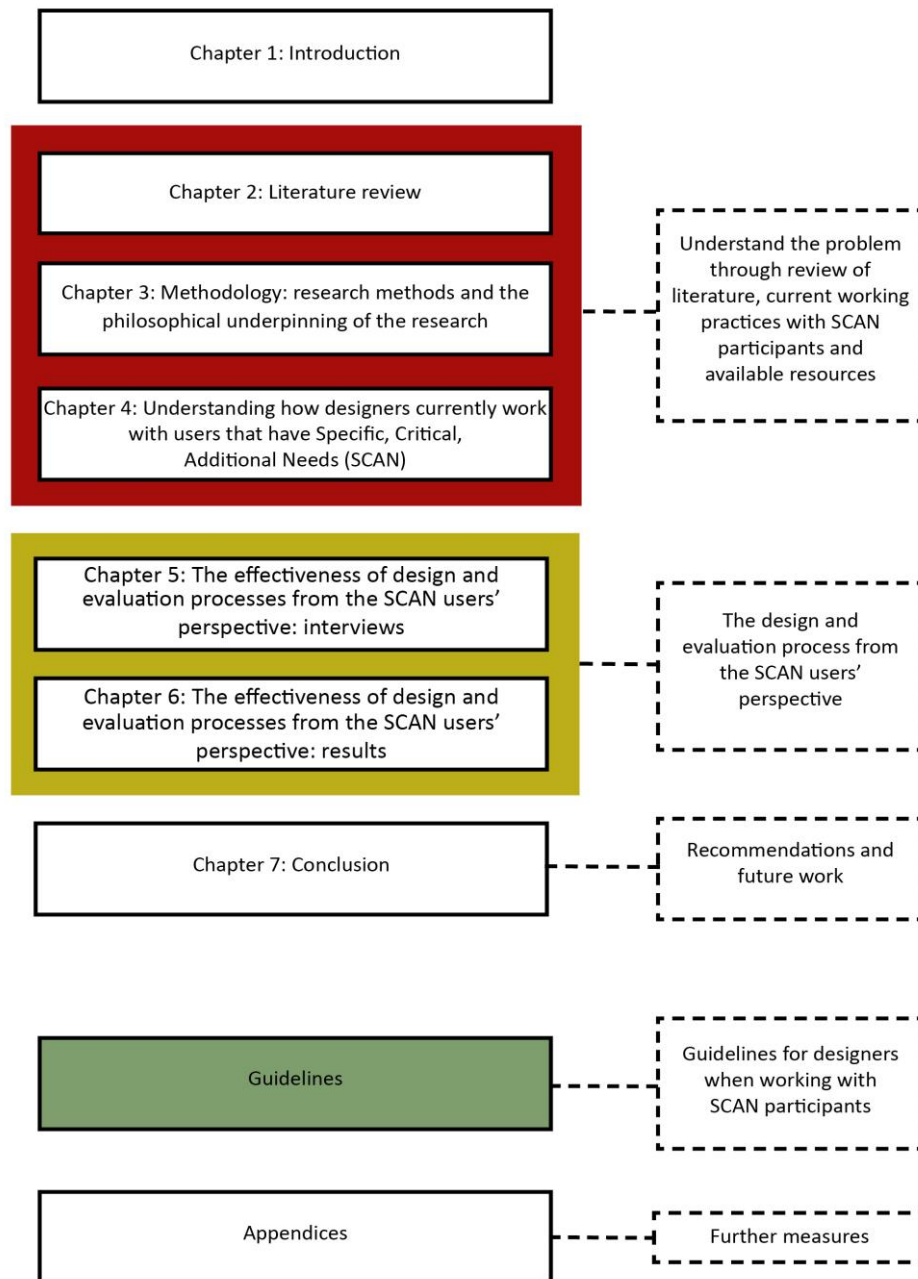 Chapter 1: Introduction
Chapter 2: Literature review
Chapter 3: Methodology: research methods and the
philosophical underpinning of the research
Chapter 4: Understanding how designers currently work
with users that have Specific, Critical,
Additional Needs (SCAN)
Understand the problem
through review of
literature, current working
practices with SCAN
participants and
available resources
Chapter 5: The effectiveness of design and
evaluation processes from the SCAN users’
perspective: interviews
Chapter 6: The effectiveness of design and
evaluation processes from the SCAN users’
perspective: results
The design and
evaluation process from
the SCAN users’
perspective
Chapter 7: Conclusion
Recommendations and
future work
Guidelines
Guidelines for designers
when working with
SCAN participants
Appendices
Further measures